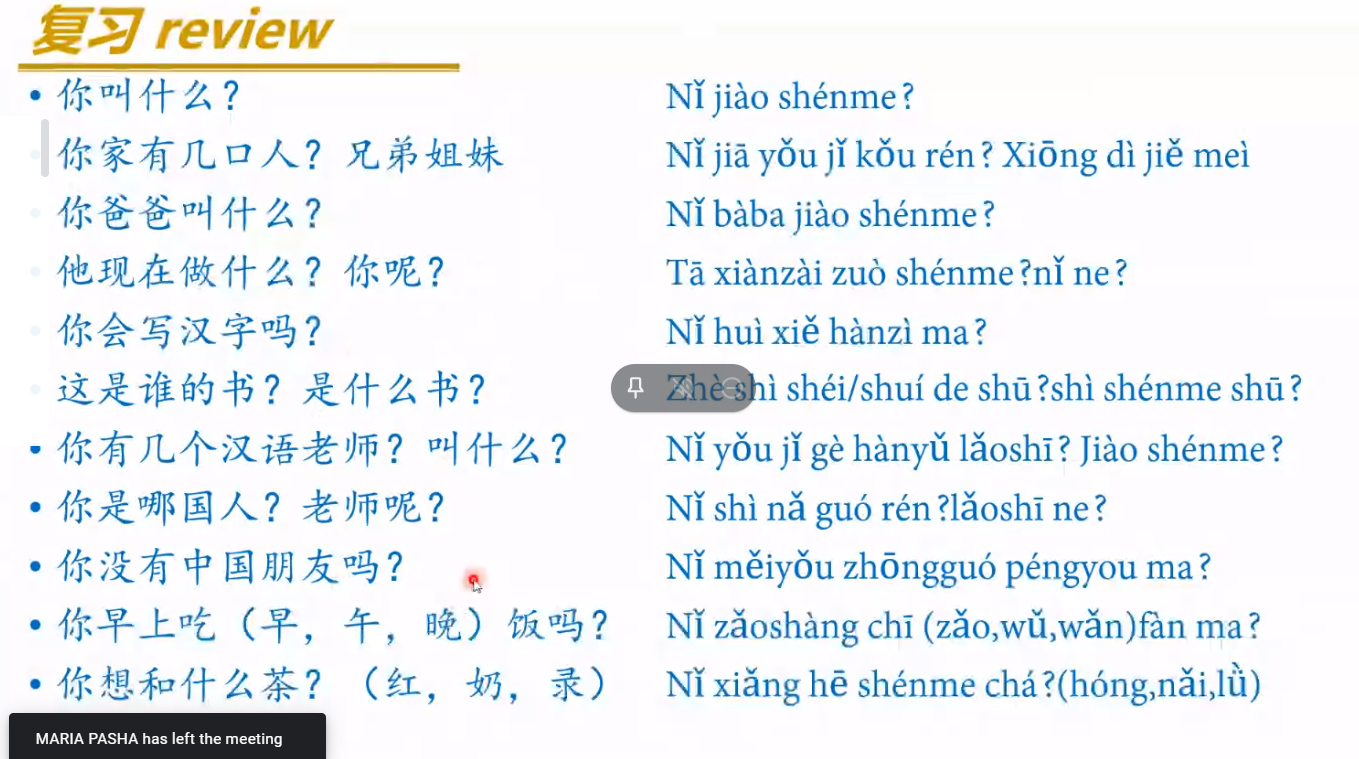 复习 review
你叫什么? Nǐ jiào shénme?
你家有几口人? 兄弟姐妹 Nǐ jiā yǒu jǐ kǒu rén? Xiōng dì jiě meì
你爸爸叫什么? Nǐ bàba jiào shénme?
他现在做什么? 你呢? Tā xiànzài zuò shénme?nǐ ne?
你会写汉字吗? Nǐ huì xiě hànzì ma?
这是谁的书? 是什么书? Zhè shì shéi/shuí de shū?shì shénme shū?
你有几个汉语老师? 叫什么? Nǐ yǒu jǐ gè hànyǔ lǎoshī? Jiào shénme?
你是哪国人? 老师呢? Nǐ shì nǎ guó rén?lǎoshī ne?
你没有中国朋友吗? Nǐ měiyǒu zhōngguó péngyou ma?
你早上吃（早，午，晚）饭吗? Nǐ zǎoshàng chī (zǎo,wǔ,wǎn)fàn ma?
你想和什么茶? （红，奶，录） Nǐ xiǎng hē shénme chá?(hóng,nǎi,lǜ)
MARIA PASHA has left the meeting